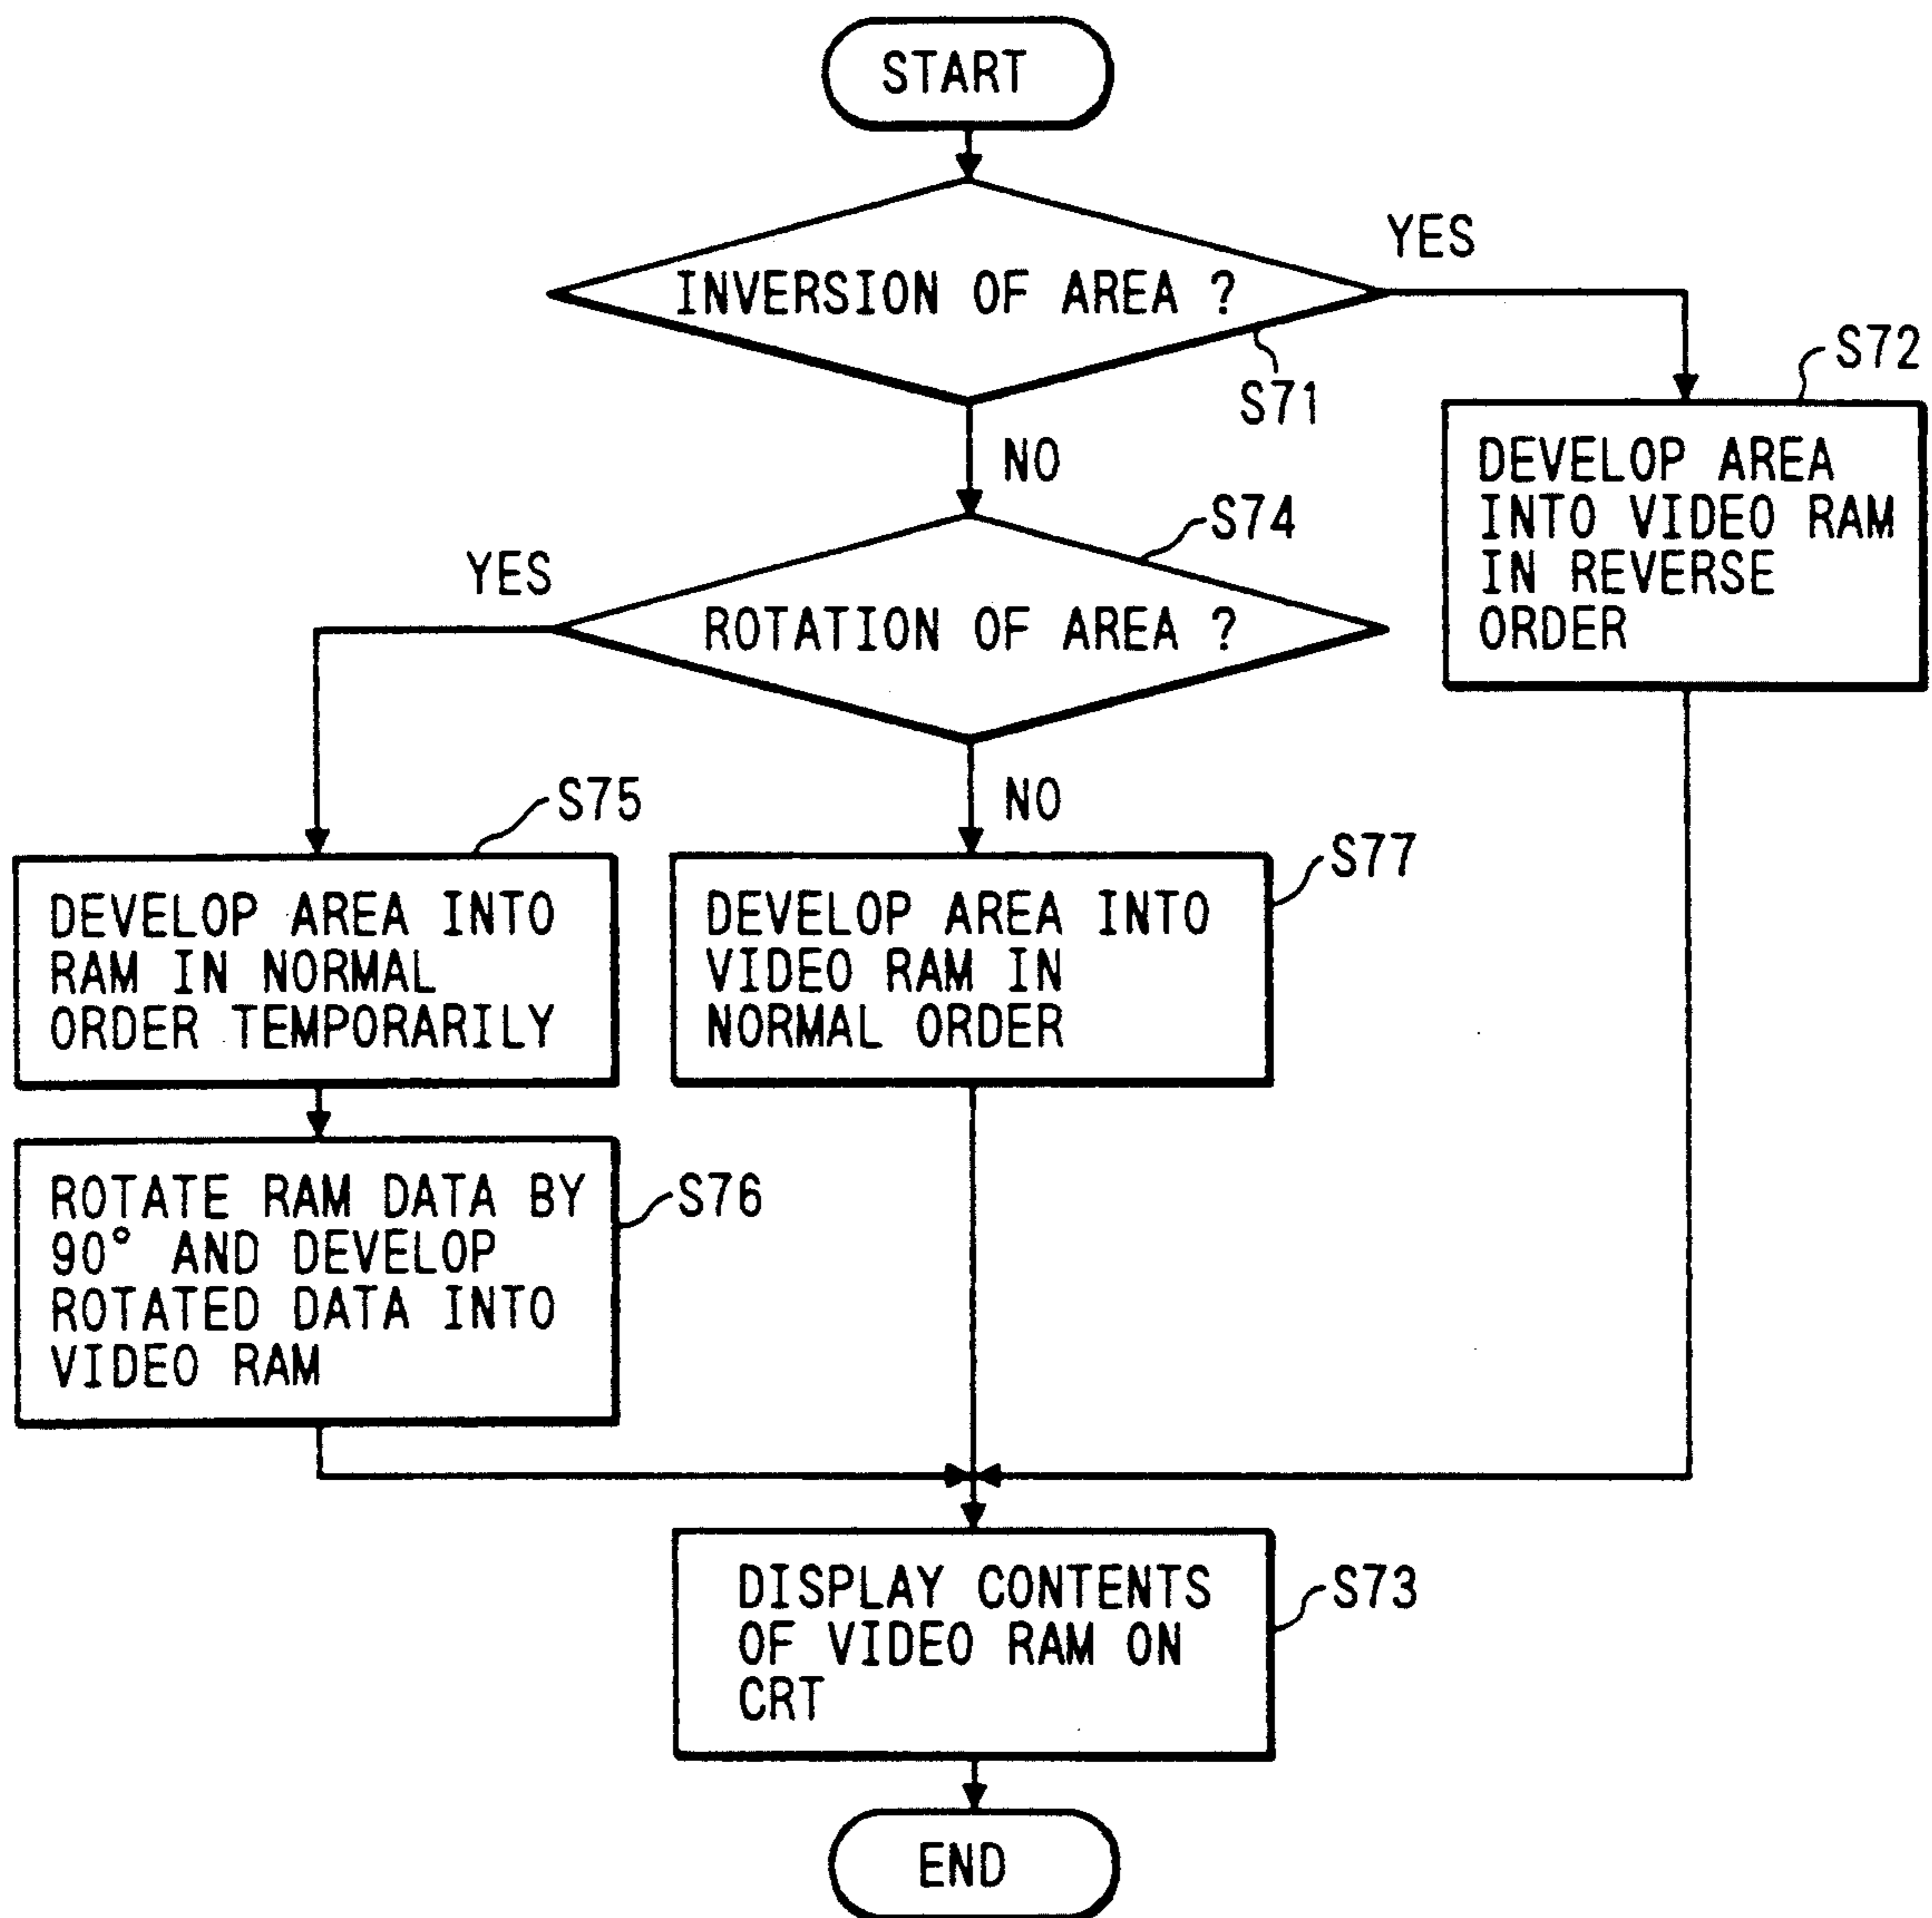 START
INVERSION OF AREA ?
YES
S71
S72
DEVELOP AREA
INTO VIDEO RAM
IN REVERSE
ORDER
NO
S74
YES
ROTATION OF AREA ?
NO
S75
DEVELOP AREA INTO
RAM IN NORMAL
ORDER TEMPORARILY
S77
DEVELOP AREA INTO
VIDEO RAM IN
NORMAL ORDER
ROTATE RAM DATA BY
90° AND DEVELOP
ROTATED DATA INTO
VIDEO RAM
S76
DISPLAY CONTENTS
OF VIDEO RAM ON
CRT
S73
END